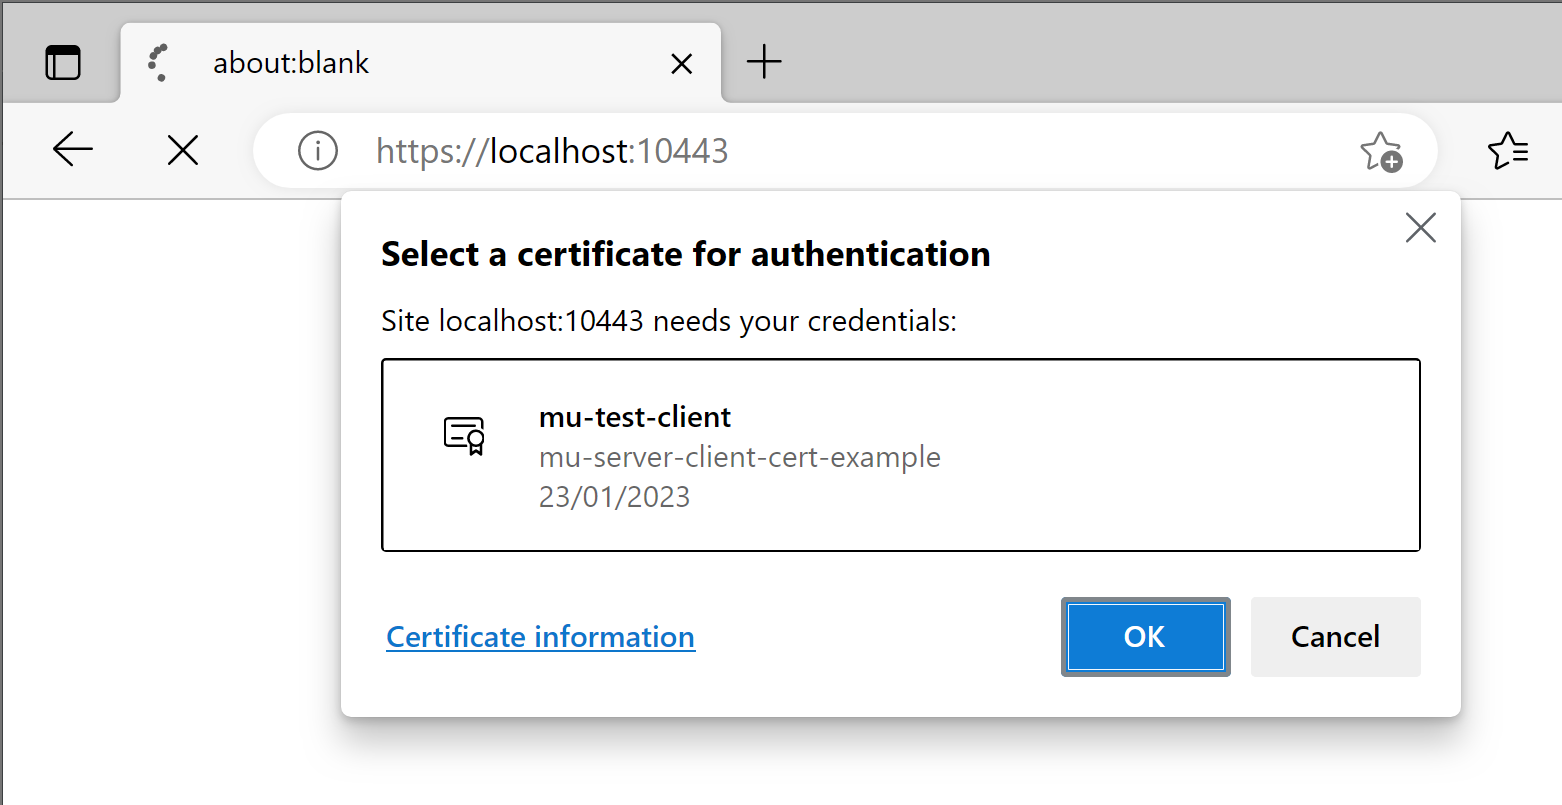 about:blank
https://localhost:10443
Select a certificate for authentication
Site localhost:10443 needs your credentials:
mu-test-client
mu-server-client-cert-example
23/01/2023
Certificate information
OK
Cancel